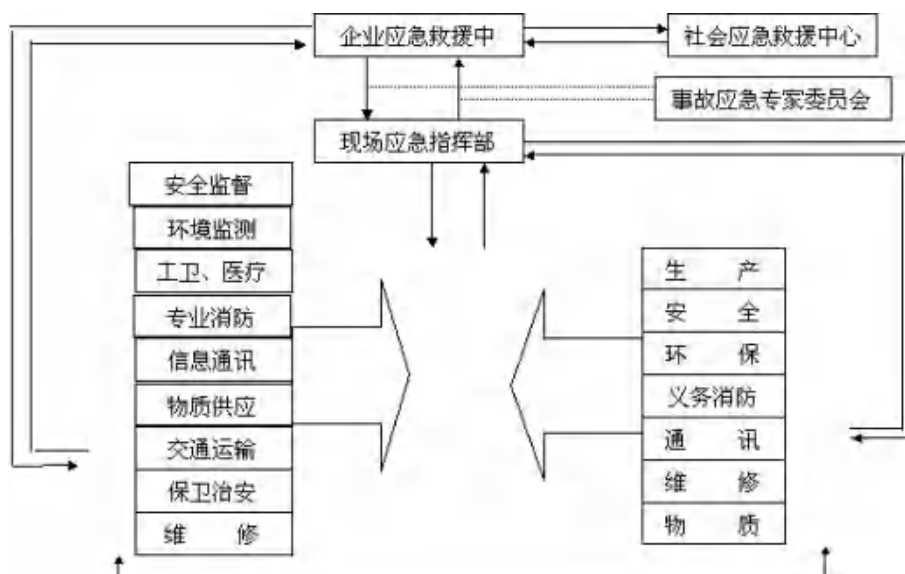 企业应急救援中
社会应急救援中心
事故应急专家委员会
现场应急指挥部
安全监督
环境监测
工卫、医疗
专业消防
信息通讯
物质供应
交通运输
保卫治安
维 修
生 产
安 全
环 保
义务消防
通 讯
维 修
物 质